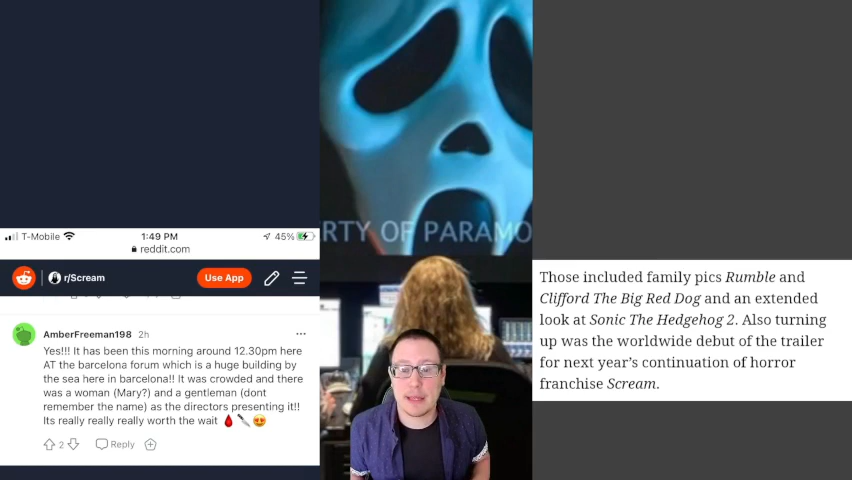 T-Mobile
1:49 PM
45%
reddit.com
r/Scream
Use App
AmberFreeman198 2h
Yes!!! It has been this morning around 12.30pm here
AT the barcelona forum which is a huge building by
the sea here in barcelona!! It was crowded and there
was a woman (Mary?) and a gentleman (dont
remember the name) as the directors presenting it!!
Its really really really worth the wait 🩸🔪😍
2
Reply
RTY OF PARAMO
Those included family pics Rumble and
Clifford The Big Red Dog and an extended
look at Sonic The Hedgehog 2. Also turning
up was the worldwide debut of the trailer
for next year’s continuation of horror
franchise Scream.